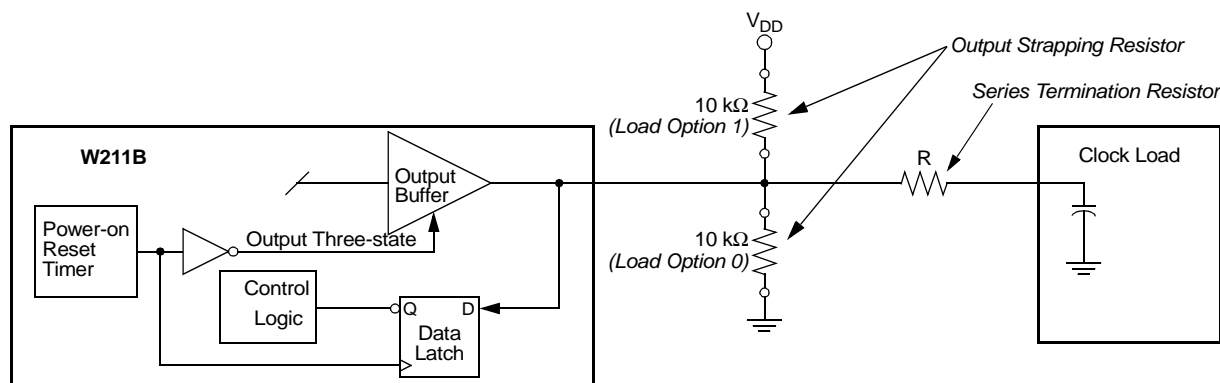 V_DD
Output Strapping Resistor
Series Termination Resistor
10 kΩ
(Load Option 1)
W211B
Clock Load
R
Output
Buffer
Power-on
Reset
Timer
Output Three-state
10 kΩ
(Load Option 0)
Control
Logic
Q
D
Data
Latch